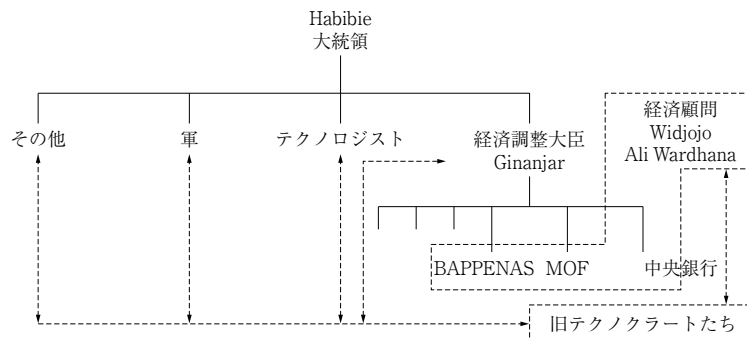 Habibie
大統領
その他
軍
テクノロジスト
経済調整大臣
Ginanjar
経済顧問
Widjojo
Ali Wardhana
BAPPENAS MOF 中央銀行
旧テクノクラートたち